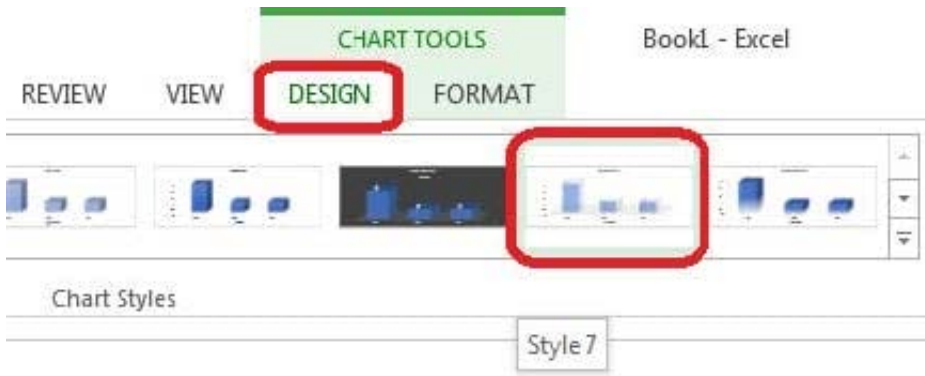 CHART TOOLS Book1 - Excel
REVIEW VIEW DESIGN FORMAT
Chart Styles
Style 7